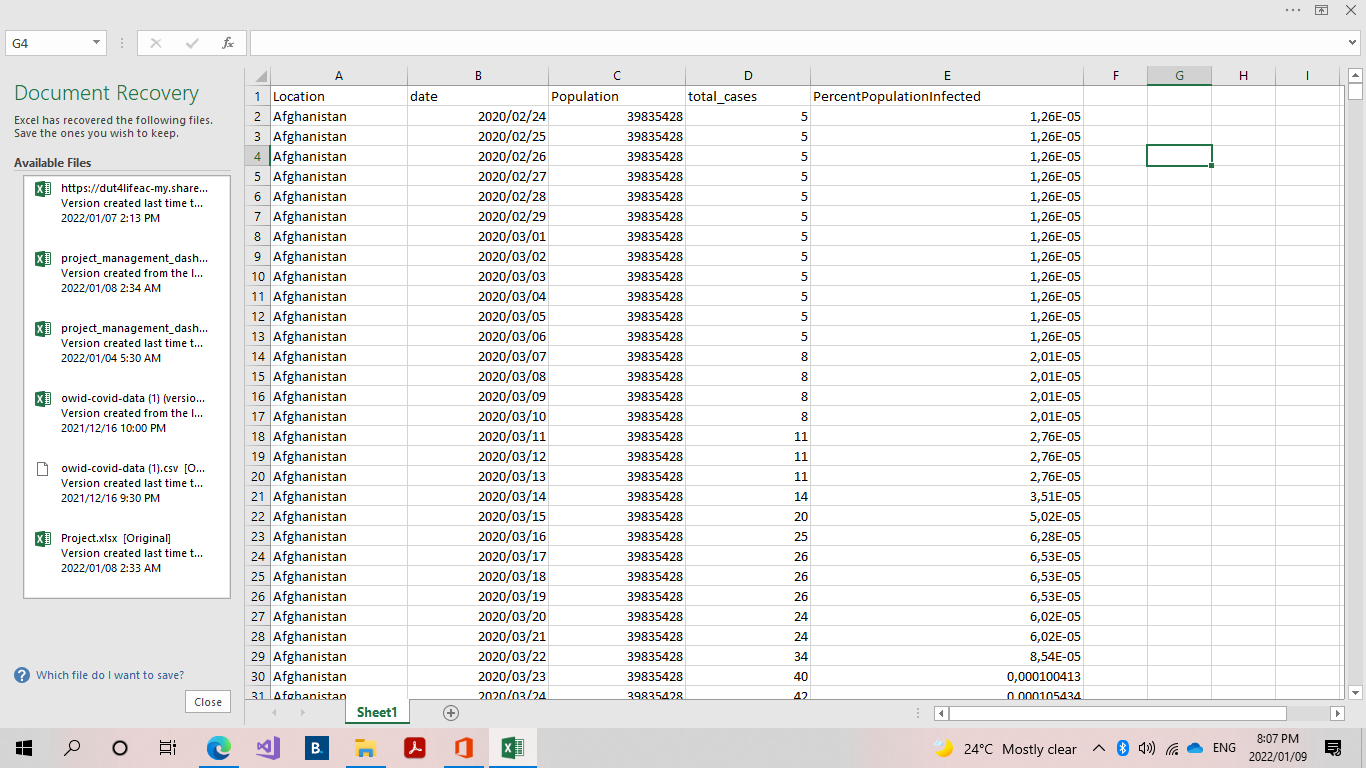 G4
fx
Document Recovery
Excel has recovered the following files.
Save the ones you wish to keep.
Available Files
https://dut4lifeac-my.share...
Version created last time t...
2022/01/07 2:13 PM
project_management_dash...
Version created from the l...
2022/01/08 2:34 AM
project_management_dash...
Version created last time t...
2022/01/04 5:30 AM
owid-covid-data (1) (versio...
Version created from the l...
2021/12/16 10:00 PM
owid-covid-data (1).csv [O...
Version created last time t...
2021/12/16 9:30 PM
Project.xlsx [Original]
Version created last time t...
2022/01/08 2:33 AM
Which file do I want to save?
Close
A B C D E F G H I
1 Location date Population total_cases PercentPopulationInfected
2 Afghanistan 2020/02/24 39835428 5 1,26E-05
3 Afghanistan 2020/02/25 39835428 5 1,26E-05
4 Afghanistan 2020/02/26 39835428 5 1,26E-05
5 Afghanistan 2020/02/27 39835428 5 1,26E-05
6 Afghanistan 2020/02/28 39835428 5 1,26E-05
7 Afghanistan 2020/02/29 39835428 5 1,26E-05
8 Afghanistan 2020/03/01 39835428 5 1,26E-05
9 Afghanistan 2020/03/02 39835428 5 1,26E-05
10 Afghanistan 2020/03/03 39835428 5 1,26E-05
11 Afghanistan 2020/03/04 39835428 5 1,26E-05
12 Afghanistan 2020/03/05 39835428 5 1,26E-05
13 Afghanistan 2020/03/06 39835428 5 1,26E-05
14 Afghanistan 2020/03/07 39835428 8 2,01E-05
15 Afghanistan 2020/03/08 39835428 8 2,01E-05
16 Afghanistan 2020/03/09 39835428 8 2,01E-05
17 Afghanistan 2020/03/10 39835428 8 2,01E-05
18 Afghanistan 2020/03/11 39835428 11 2,76E-05
19 Afghanistan 2020/03/12 39835428 11 2,76E-05
20 Afghanistan 2020/03/13 39835428 11 2,76E-05
21 Afghanistan 2020/03/14 39835428 14 3,51E-05
22 Afghanistan 2020/03/15 39835428 20 5,02E-05
23 Afghanistan 2020/03/16 39835428 25 6,28E-05
24 Afghanistan 2020/03/17 39835428 26 6,53E-05
25 Afghanistan 2020/03/18 39835428 26 6,53E-05
26 Afghanistan 2020/03/19 39835428 26 6,53E-05
27 Afghanistan 2020/03/20 39835428 24 6,02E-05
28 Afghanistan 2020/03/21 39835428 24 6,02E-05
29 Afghanistan 2020/03/22 39835428 34 8,54E-05
30 Afghanistan 2020/03/23 39835428 40 0,000100413
31 Afghanistan 2020/03/24 39835428 42 0,000105434
Sheet1
B.
24°C Mostly clear
ENG
8:07 PM
2022/01/09